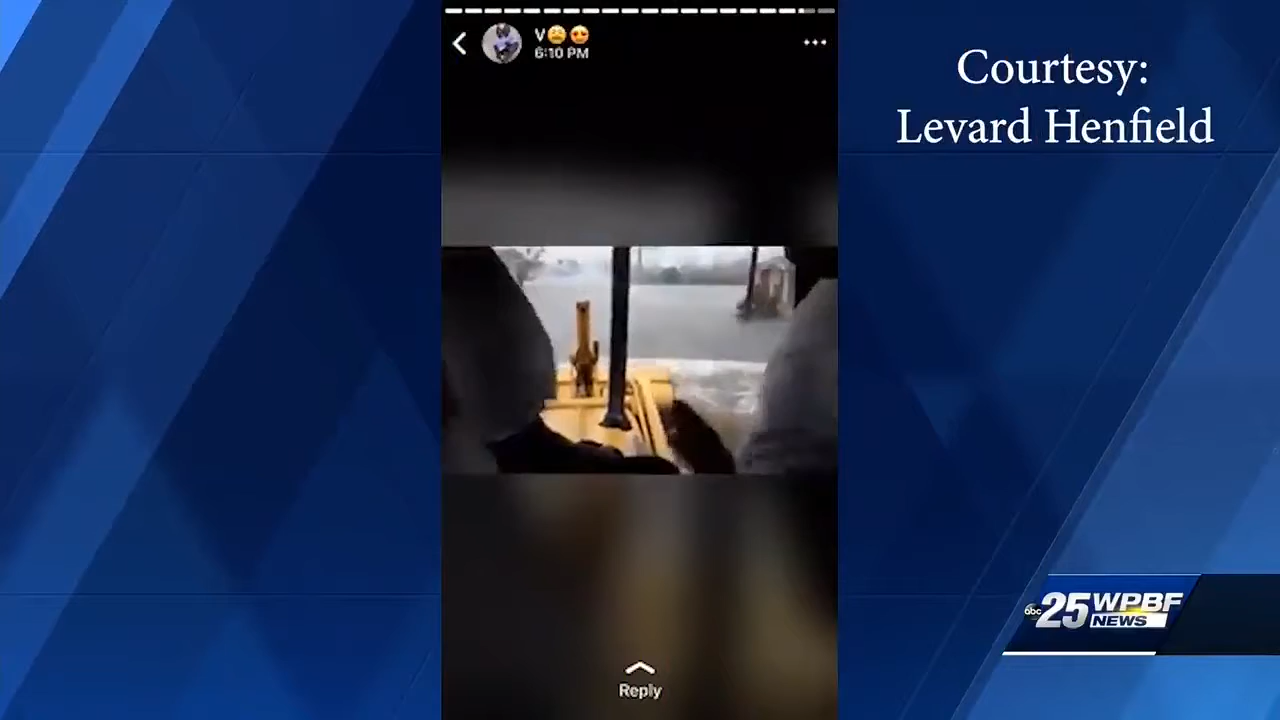 V😩😍
6:10 PM
Courtesy:
Levard Henfield
abc 25 WPBF
NEWS
Reply